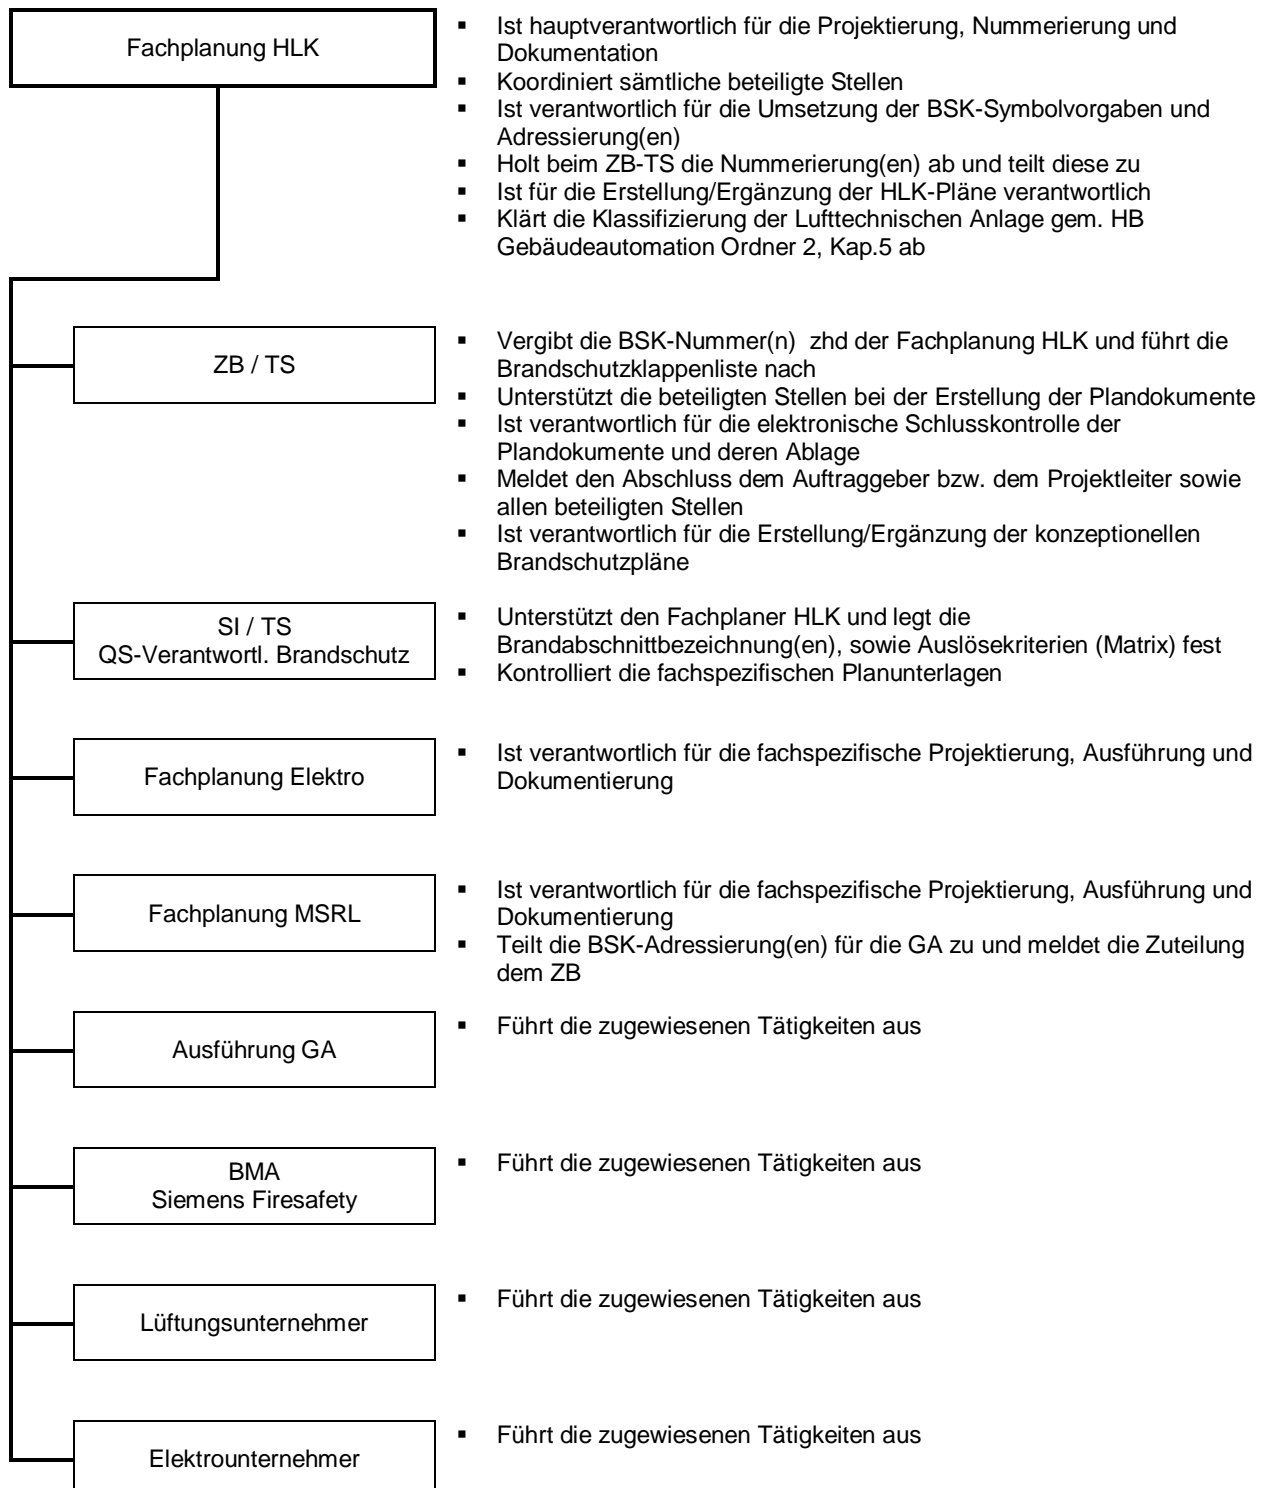 Fachplanung HLK
▪ Ist hauptverantwortlich für die Projektierung, Nummerierung und
Dokumentation
▪ Koordiniert sämtliche beteiligte Stellen
▪ Ist verantwortlich für die Umsetzung der BSK-Symbolvorgaben und
Adressierung(en)
▪ Holt beim ZB-TS die Nummerierung(en) ab und teilt diese zu
▪ Ist für die Erstellung/Ergänzung der HLK-Pläne verantwortlich
▪ Klärt die Klassifizierung der Lufttechnischen Anlage gem. HB
Gebäudeautomation Ordner 2, Kap.5 ab
ZB / TS
▪ Vergibt die BSK-Nummer(n)  zhd der Fachplanung HLK und führt die
Brandschutzklappenliste nach
▪ Unterstützt die beteiligten Stellen bei der Erstellung der Plandokumente
▪ Ist verantwortlich für die elektronische Schlusskontrolle der
Plandokumente und deren Ablage
▪ Meldet den Abschluss dem Auftraggeber bzw. dem Projektleiter sowie
allen beteiligten Stellen
▪ Ist verantwortlich für die Erstellung/Ergänzung der konzeptionellen
Brandschutzpläne
SI / TS
QS-Verantwortl. Brandschutz
▪ Unterstützt den Fachplaner HLK und legt die
Brandabschnittbezeichnung(en), sowie Auslösekriterien (Matrix) fest
▪ Kontrolliert die fachspezifischen Planunterlagen
Fachplanung Elektro
▪ Ist verantwortlich für die fachspezifische Projektierung, Ausführung und
Dokumentierung
Fachplanung MSRL
▪ Ist verantwortlich für die fachspezifische Projektierung, Ausführung und
Dokumentierung
▪ Teilt die BSK-Adressierung(en) für die GA zu und meldet die Zuteilung
dem ZB
Ausführung GA
▪ Führt die zugewiesenen Tätigkeiten aus
BMA
Siemens Firesafety
▪ Führt die zugewiesenen Tätigkeiten aus
Lüftungsunternehmer
▪ Führt die zugewiesenen Tätigkeiten aus
Elektrounternehmer
▪ Führt die zugewiesenen Tätigkeiten aus